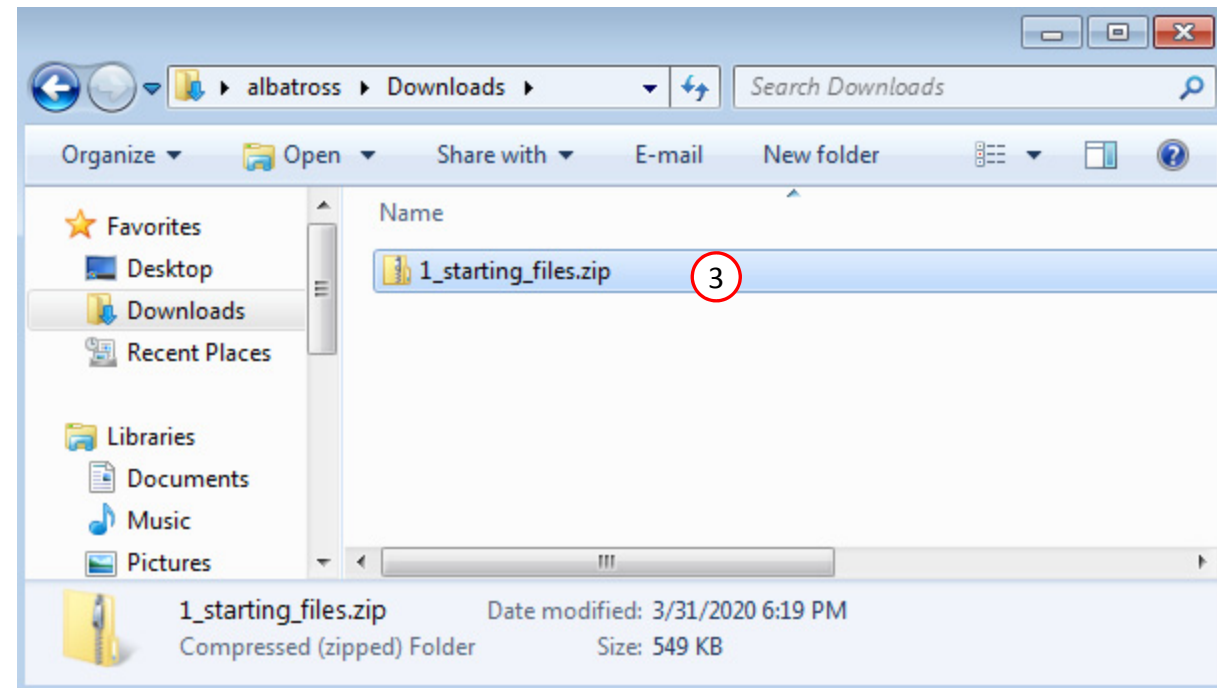 albatross Downloads Search Downloads
Organize Open Share with E-mail New folder
Favorites
Desktop
Downloads
Recent Places
Libraries
Documents
Music
Pictures
Name
1_starting_files.zip 3
1_starting_files.zip Date modified: 3/31/2020 6:19 PM
Compressed (zipped) Folder Size: 549 KB